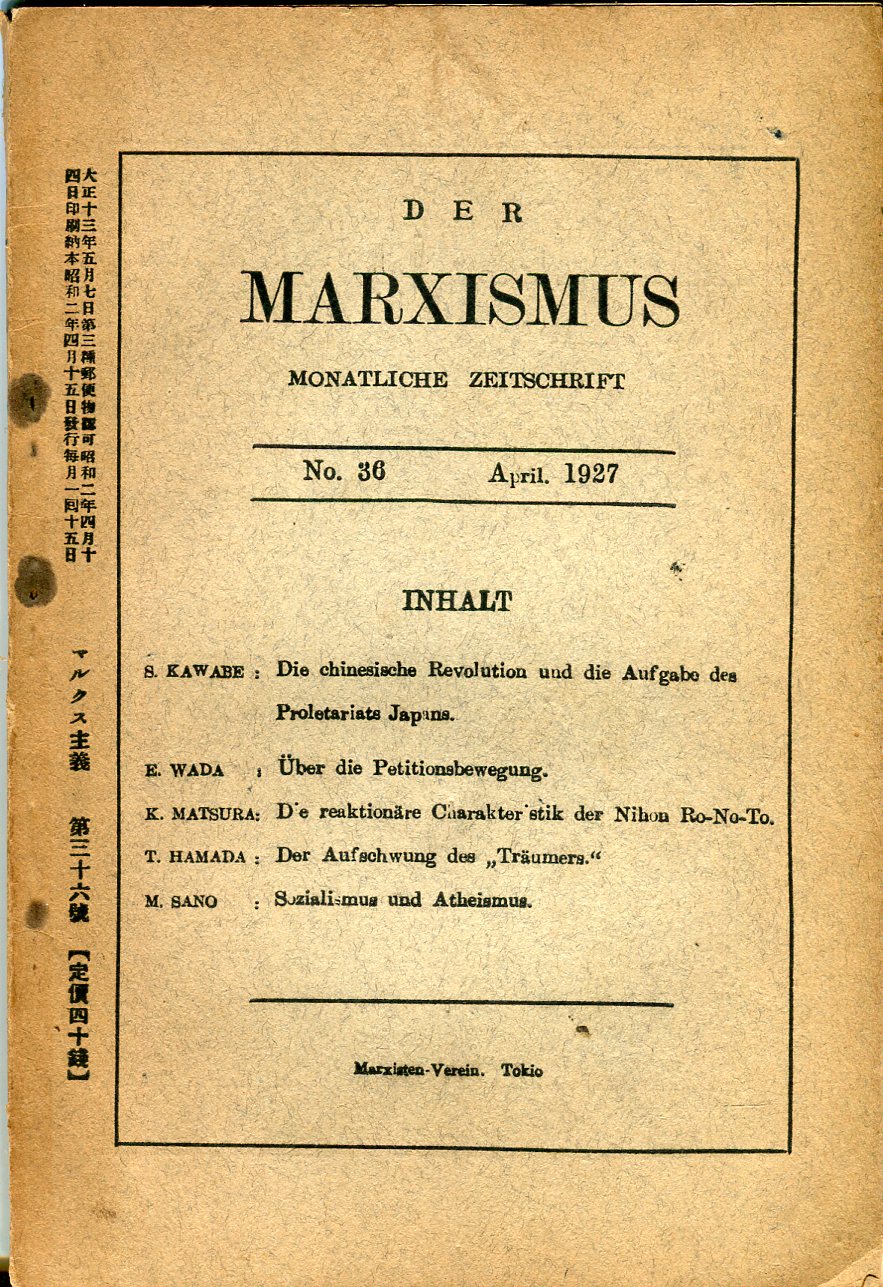 DER
MARXISMUS
MONATLICHE ZEITSCHRIFT
No. 36 April. 1927
INHALT
S. KAWABE : Die chinesische Revolution und die Aufgabe des
Proletariats Japans.
E. WADA : Über die Petitionsbewegung.
K. MATSURA: Die reaktionäre Charakteristik der Nihon Ro-No-To.
T. HAMADA : Der Aufschwung des „Träumers.“
M. SANO : Sozialismus und Atheismus.
Marxisten-Verein. Tokio
大正十三年五月七日第三種郵便物認可昭和二年四月十
四日印刷納本昭和二年四月十五日發行每月一回十五日
マルクス主義 第三十六號 【定價四十錢】